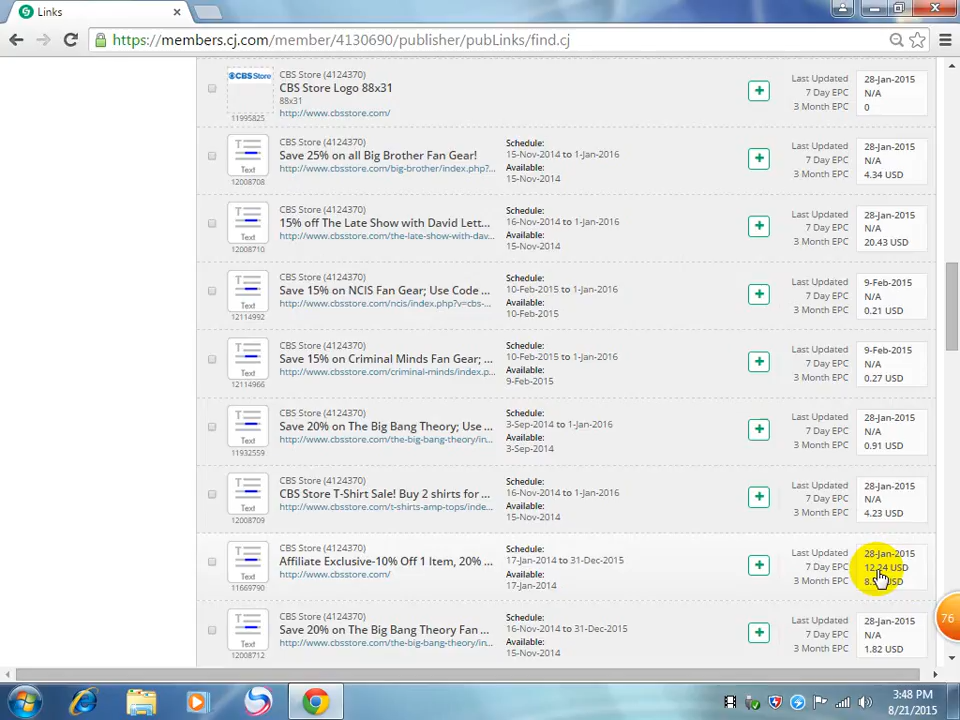 Links
https://members.cj.com/member/4130690/publisher/pubLinks/find.cj
CBS Store
11995825
CBS Store (4124370)
CBS Store Logo 88x31
88x31
http://www.cbsstore.com/
Last Updated 28-Jan-2015
7 Day EPC N/A
3 Month EPC 0
Text
12008708
CBS Store (4124370)
Save 25% on all Big Brother Fan Gear!
http://www.cbsstore.com/big-brother/index.php?...
Schedule:
15-Nov-2014 to 1-Jan-2016
Available:
15-Nov-2014
Last Updated 28-Jan-2015
7 Day EPC N/A
3 Month EPC 4.34 USD
Text
12008710
CBS Store (4124370)
15% off The Late Show with David Lett...
http://www.cbsstore.com/the-late-show-with-dav...
Schedule:
16-Nov-2014 to 1-Jan-2016
Available:
15-Nov-2014
Last Updated 28-Jan-2015
7 Day EPC N/A
3 Month EPC 20.43 USD
Text
12114992
CBS Store (4124370)
Save 15% on NCIS Fan Gear; Use Code ...
http://www.cbsstore.com/ncis/index.php?v=cbs-...
Schedule:
10-Feb-2015 to 1-Jan-2016
Available:
10-Feb-2015
Last Updated 9-Feb-2015
7 Day EPC N/A
3 Month EPC 0.21 USD
Text
12114966
CBS Store (4124370)
Save 15% on Criminal Minds Fan Gear; ...
http://www.cbsstore.com/criminal-minds/index.p...
Schedule:
10-Feb-2015 to 1-Jan-2016
Available:
9-Feb-2015
Last Updated 9-Feb-2015
7 Day EPC N/A
3 Month EPC 0.27 USD
Text
11932559
CBS Store (4124370)
Save 20% on The Big Bang Theory; Use ...
http://www.cbsstore.com/the-big-bang-theory/in...
Schedule:
3-Sep-2014 to 1-Jan-2016
Available:
3-Sep-2014
Last Updated 28-Jan-2015
7 Day EPC N/A
3 Month EPC 0.91 USD
Text
12008709
CBS Store (4124370)
CBS Store T-Shirt Sale! Buy 2 shirts for ...
http://www.cbsstore.com/t-shirts-amp-tops/inde...
Schedule:
16-Nov-2014 to 1-Jan-2016
Available:
15-Nov-2014
Last Updated 28-Jan-2015
7 Day EPC N/A
3 Month EPC 4.23 USD
Text
11669790
CBS Store (4124370)
Affiliate Exclusive-10% Off 1 Item, 20% ...
http://www.cbsstore.com/
Schedule:
17-Jan-2014 to 31-Dec-2015
Available:
17-Jan-2014
Last Updated 28-Jan-2015
7 Day EPC 12.24 USD
3 Month EPC USD
Text
12008712
CBS Store (4124370)
Save 20% on The Big Bang Theory Fan ...
http://www.cbsstore.com/the-big-bang-theory/in...
Schedule:
16-Nov-2014 to 31-Dec-2015
Available:
15-Nov-2014
Last Updated 28-Jan-2015
7 Day EPC N/A
3 Month EPC 1.82 USD
76
3:48 PM
8/21/2015